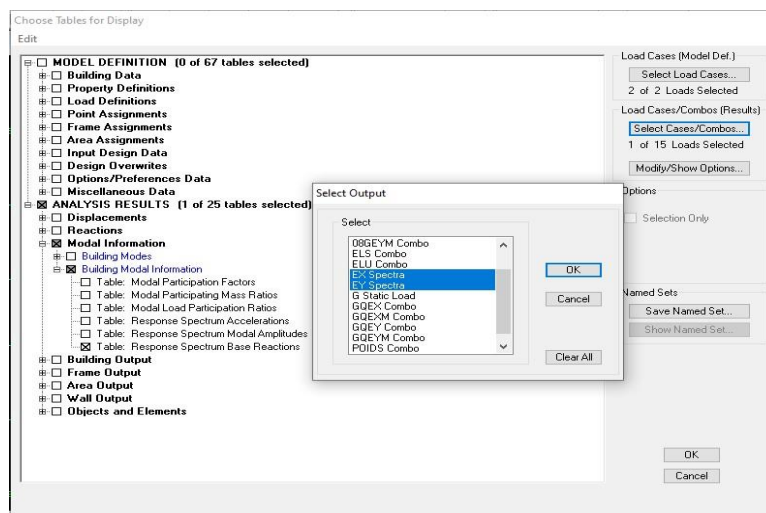 Choose Tables for Display
Edit
MODEL DEFINITION (0 of 67 tables selected)
Building Data
Property Definitions
Load Definitions
Point Assignments
Frame Assignments
Area Assignments
Input Design Data
Design Overwrites
Options/Preferences Data
Miscellaneous Data
ANALYSIS RESULTS (1 of 25 tables selected)
Displacements
Reactions
Modal Information
Building Modes
Building Modal Information
Table: Modal Participation Factors
Table: Modal Participating Mass Ratios
Table: Modal Load Participation Ratios
Table: Response Spectrum Accelerations
Table: Response Spectrum Modal Amplitudes
Table: Response Spectrum Base Reactions
Building Output
Frame Output
Area Output
Wall Output
Objects and Elements
Select Output
Select
08GEYM Combo
ELS Combo
ELU Combo
EX Spectra
EY Spectra
G Static Load
GQEX Combo
GQEXM Combo
GQEY Combo
GQEYM Combo
POIDS Combo
OK
Cancel
Clear All
Load Cases (Model Def.)
Select Load Cases...
2 of 2 Loads Selected
Load Cases/Combos (Results)
Select Cases/Combos...
1 of 15 Loads Selected
Modify/Show Options...
Options
Selection Only
Named Sets
Save Named Set...
Show Named Set...
OK
Cancel